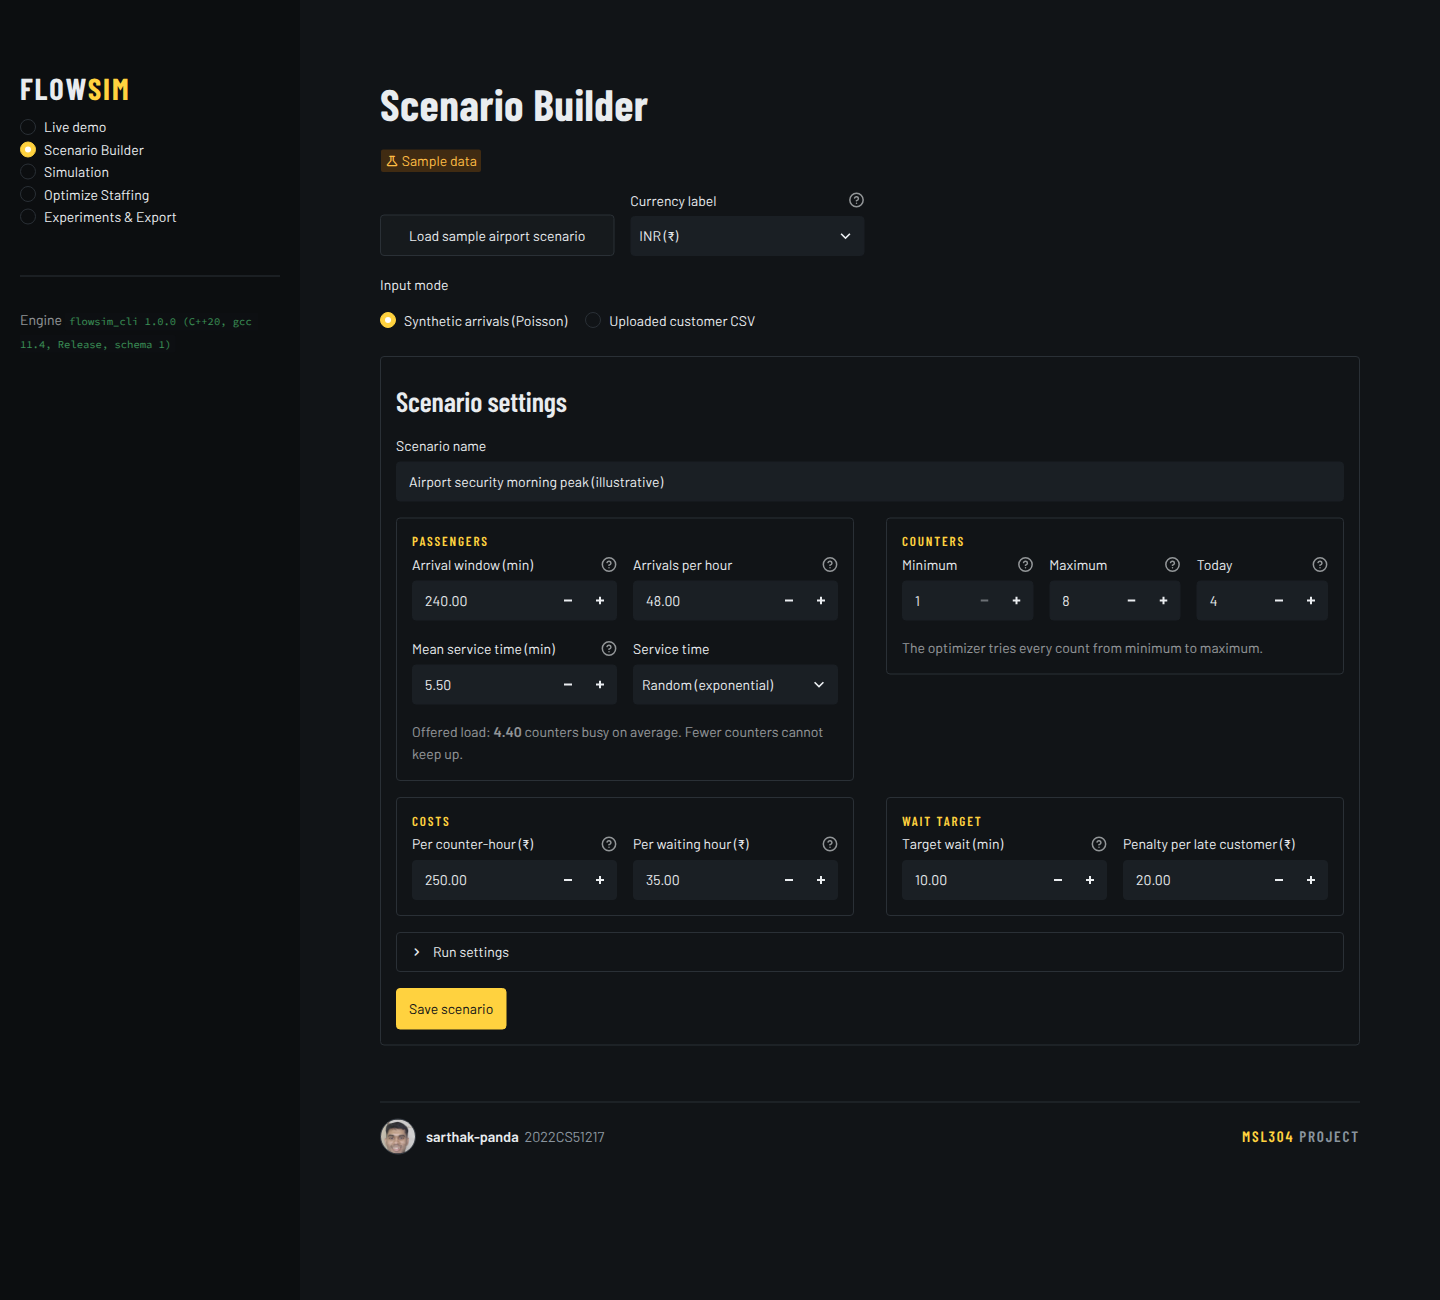 FLOWSIM
Live demo
Scenario Builder
Simulation
Optimize Staffing
Experiments & Export
Engine flowsim_cli 1.0.0 (C++20, gcc
11.4, Release, schema 1)
Scenario Builder
Sample data
Currency label
Load sample airport scenario
INR (₹)
Input mode
Synthetic arrivals (Poisson)
Uploaded customer CSV
Scenario settings
Scenario name
Airport security morning peak (illustrative)
PASSENGERS
Arrival window (min)
Arrivals per hour
240.00
48.00
Mean service time (min)
Service time
5.50
Random (exponential)
Offered load: 4.40 counters busy on average. Fewer counters cannot
keep up.
COUNTERS
Minimum
Maximum
Today
1
8
4
The optimizer tries every count from minimum to maximum.
COSTS
Per counter-hour (₹)
Per waiting hour (₹)
250.00
35.00
WAIT TARGET
Target wait (min)
Penalty per late customer (₹)
10.00
20.00
Run settings
Save scenario
sarthak-panda 2022CS51217
MSL304 PROJECT